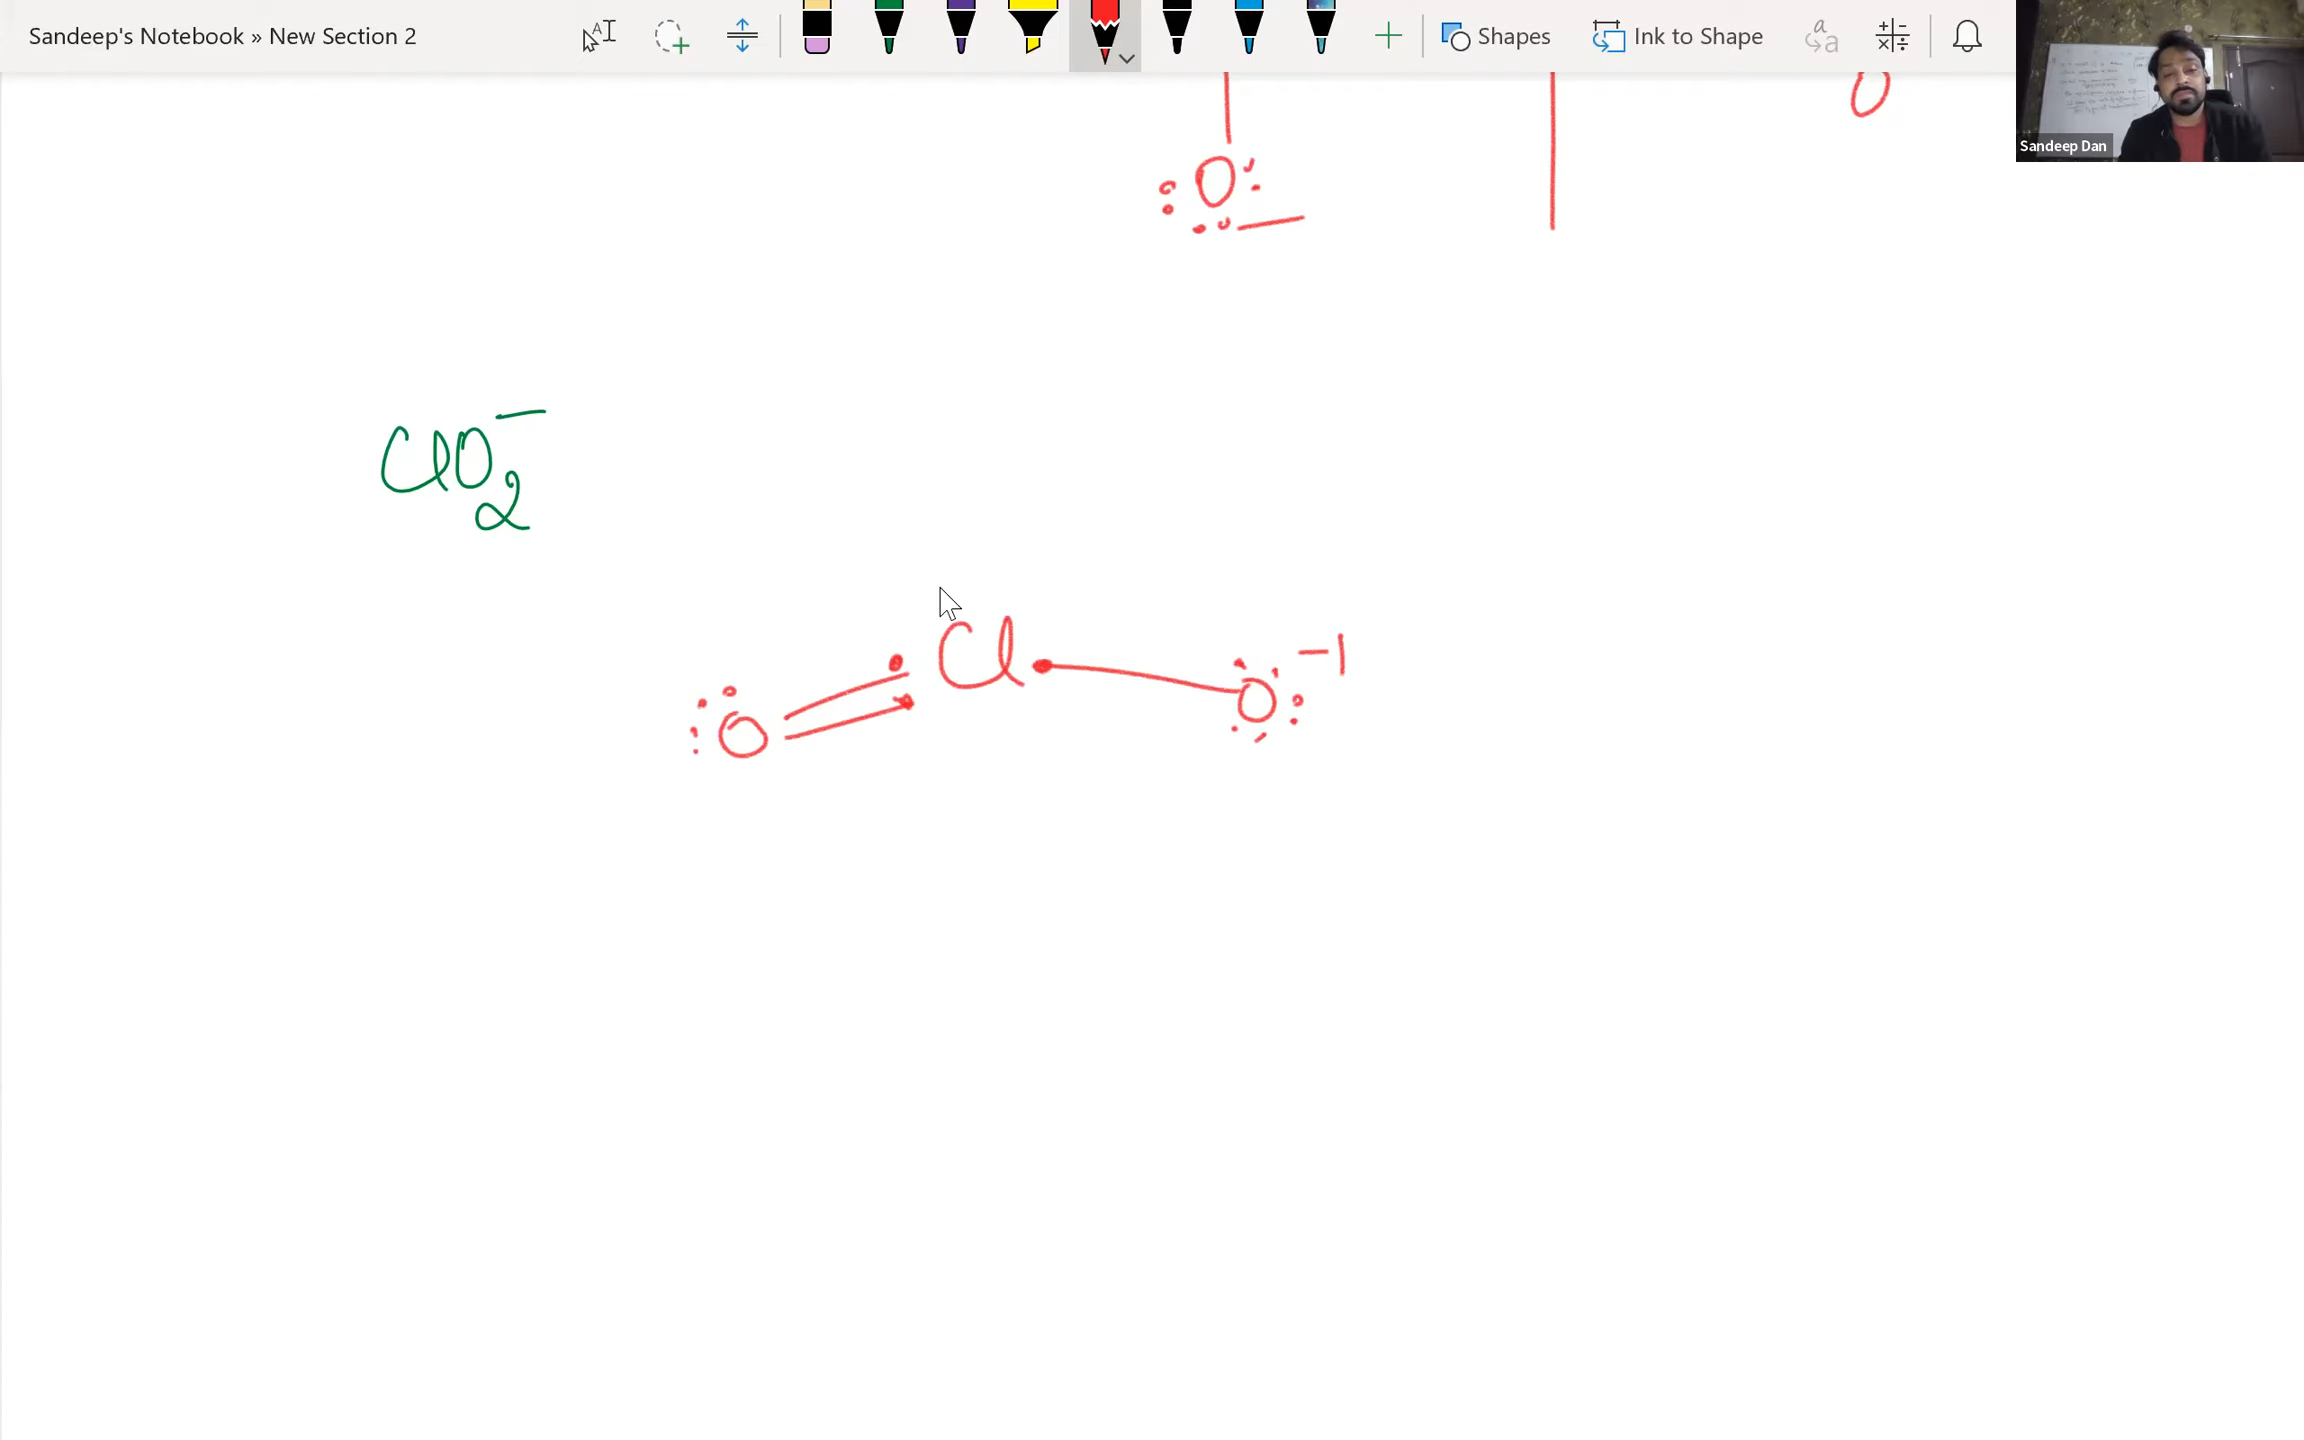 Sandeep's Notebook » New Section 2
Shapes
Ink to Shape
Sandeep Dan
O
O
ClO₂⁻
O = Cl — O⁻¹